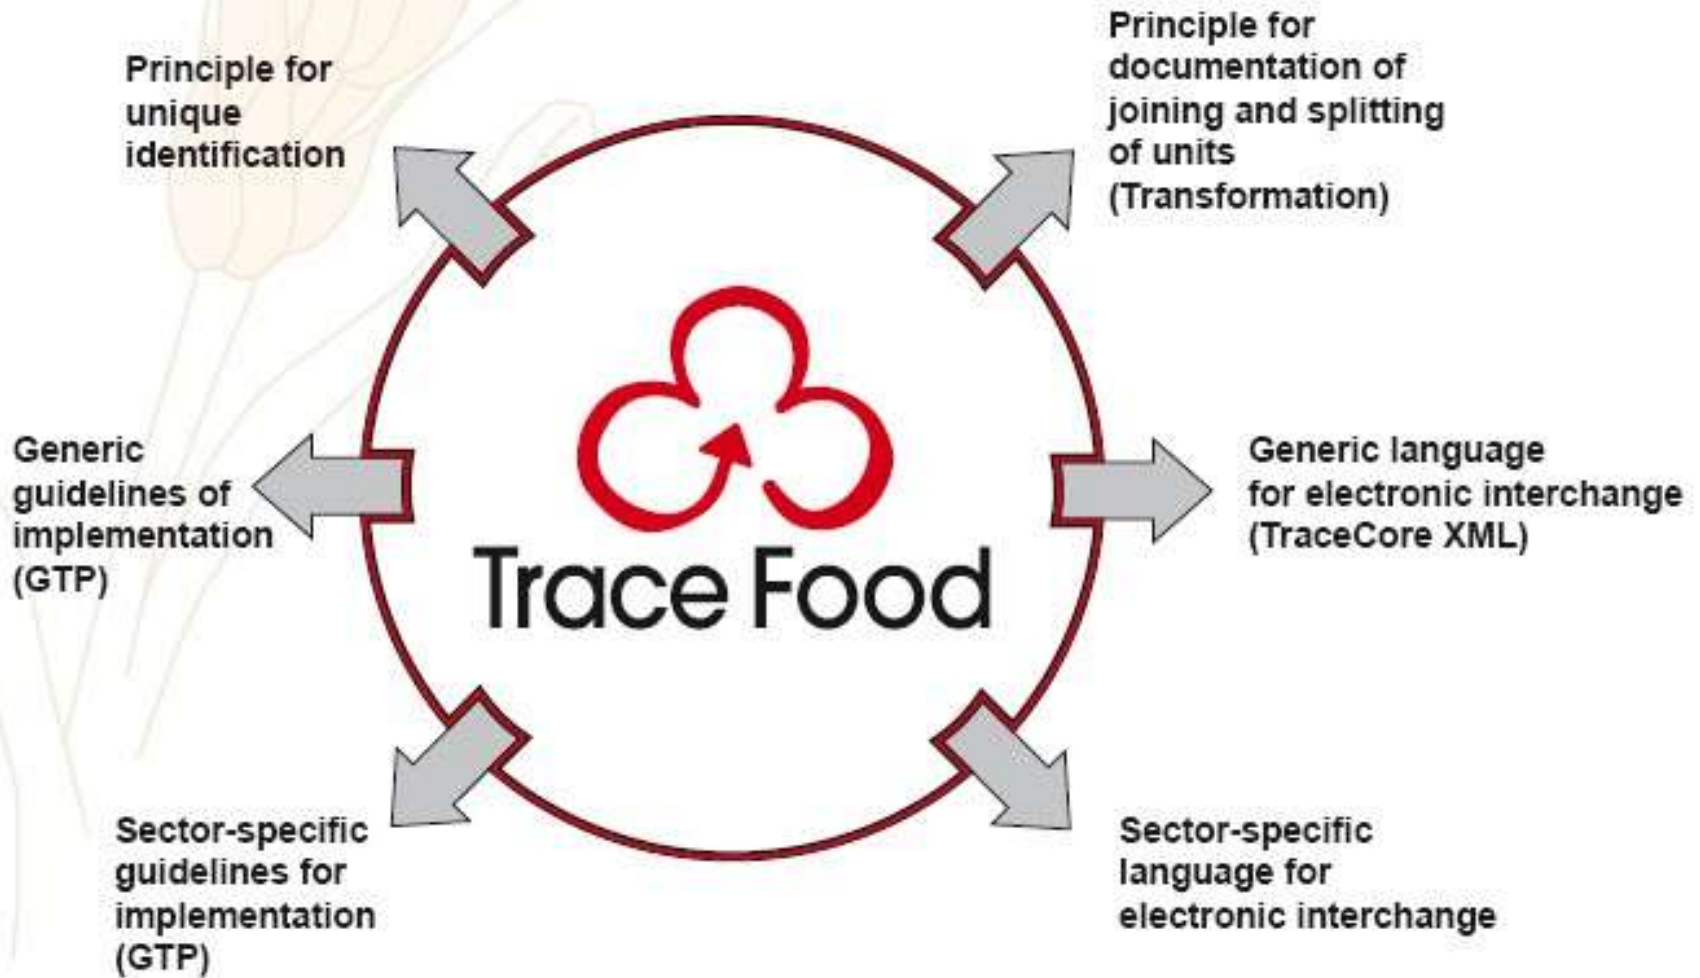 Principle for
unique
identification
Principle for
documentation of
joining and splitting
of units
(Transformation)
Generic
guidelines of
implementation
(GTP)
Trace Food
Generic language
for electronic interchange
(TraceCore XML)
Sector-specific
guidelines for
implementation
(GTP)
Sector-specific
language for
electronic interchange